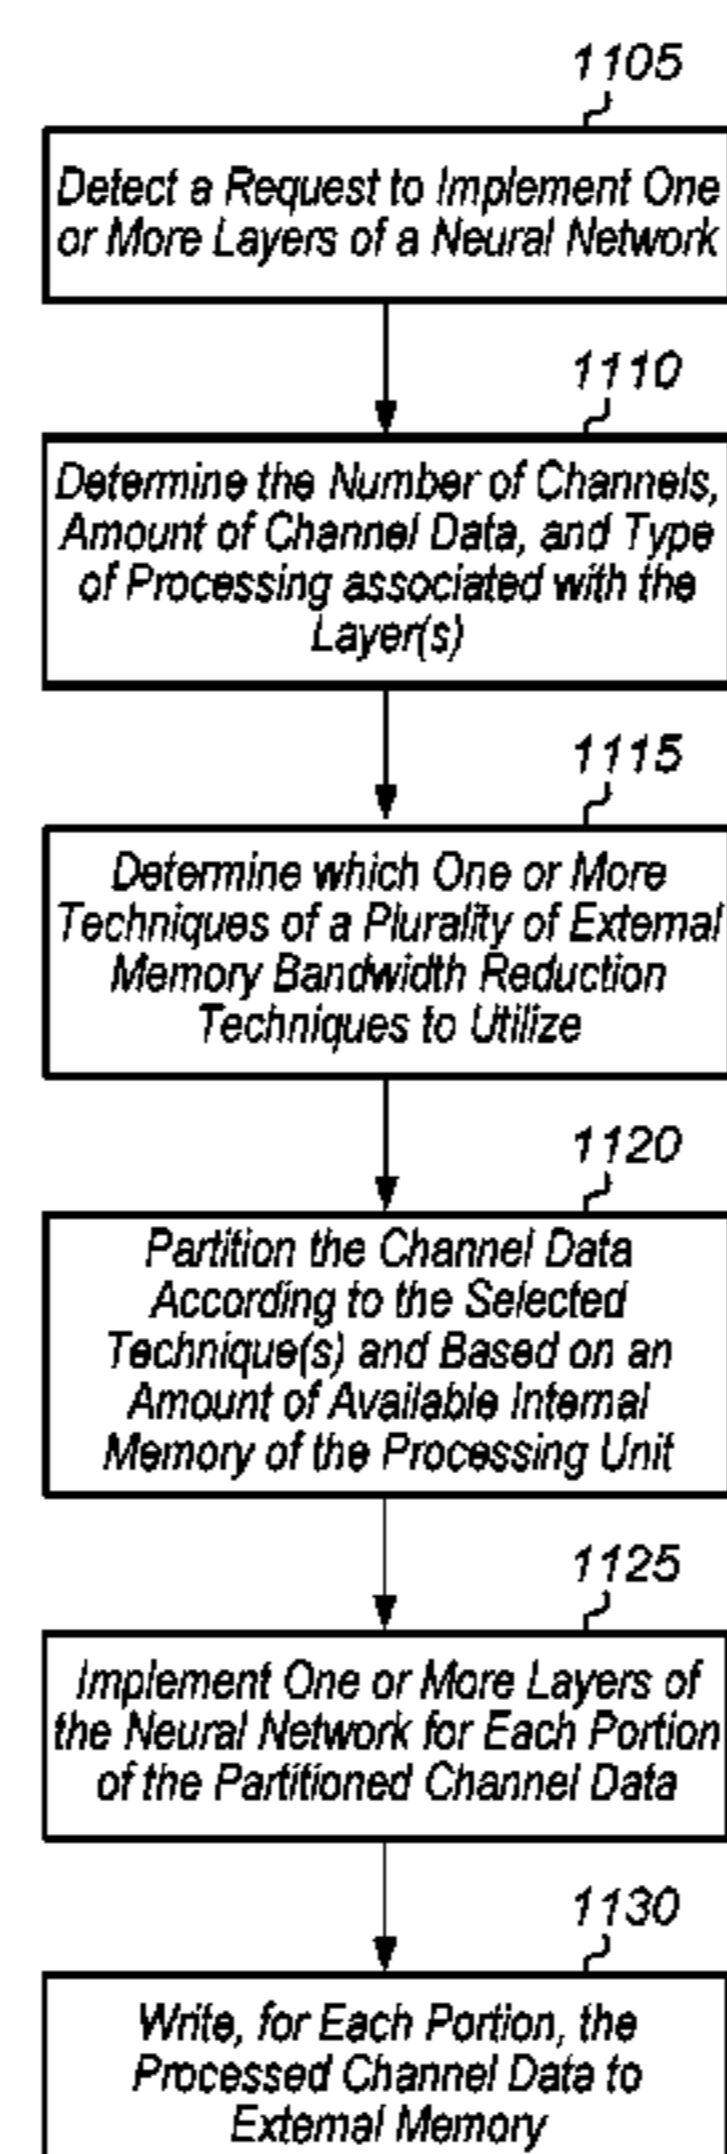 1105
Detect a Request to Implement One
or More Layers of a Neural Network
1110
Determine the Number of Channels,
Amount of Channel Data, and Type
of Processing associated with the
Layer(s)
1115
Determine which One or More
Techniques of a Plurality of External
Memory Bandwidth Reduction
Techniques to Utilize
1120
Partition the Channel Data
According to the Selected
Technique(s) and Based on an
Amount of Available Internal
Memory of the Processing Unit
1125
Implement One or More Layers of
the Neural Network for Each Portion
of the Partitioned Channel Data
1130
Write, for Each Portion, the
Processed Channel Data to
External Memory